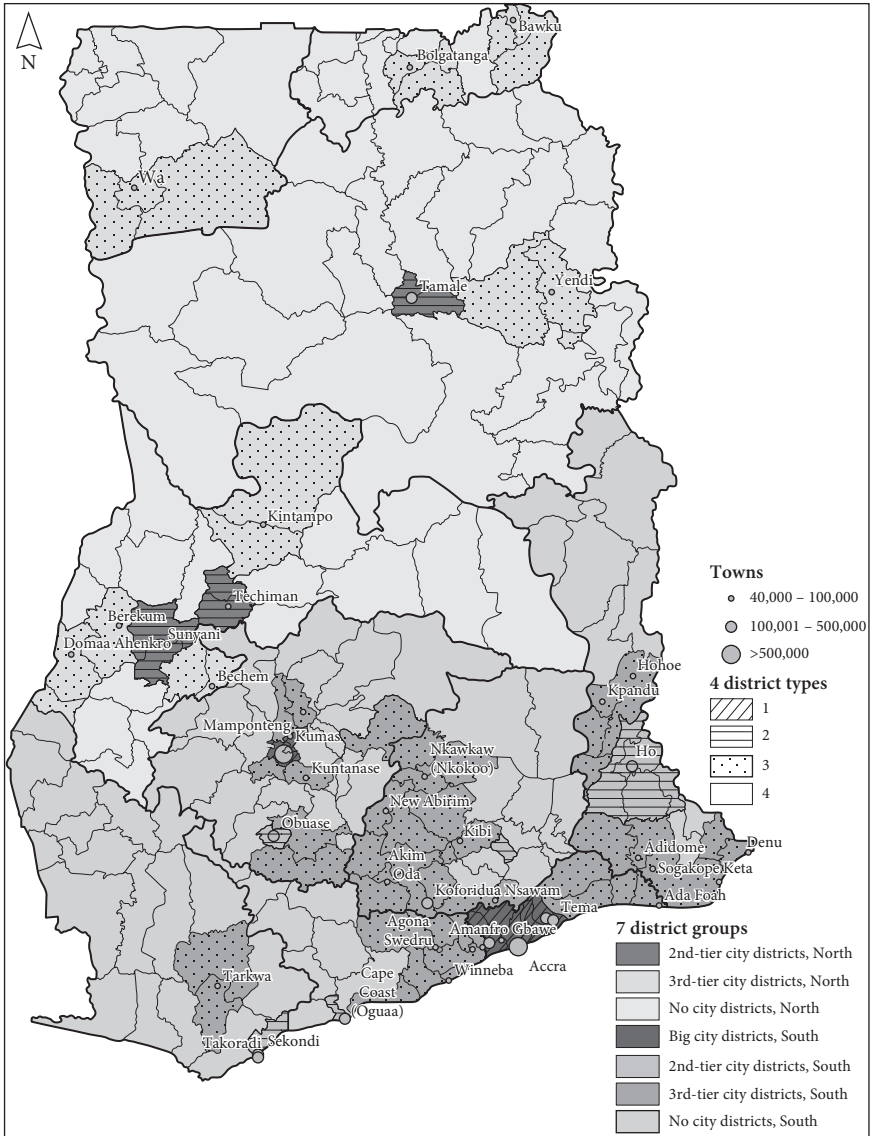 N
Bawku
Bolgatanga
Wa
Tamale
Yendi
Kintampo
Techiman
Berekum
Sunyani
Domaa Ahenkro
Bechem
Hohoe
Kpandu
Mamponteng
Kumas
Kuntanase
Nkawkaw
(Nkokoo)
Ho
New Abirim
Obuase
Kibi
Denu
Adidome
Akim
Oda
Sogakope Keta
Koforidua Nsawam
Ada Foah
Tema
Agona
Swedru
Amanfro Gbawe
Winneba
Accra
Tarkwa
Cape
Coast
(Oguaa)
Takoradi
Sekondi
Towns
40,000 – 100,000
100,001 – 500,000
>500,000
4 district types
1
2
3
4
7 district groups
2nd-tier city districts, North
3rd-tier city districts, North
No city districts, North
Big city districts, South
2nd-tier city districts, South
3rd-tier city districts, South
No city districts, South